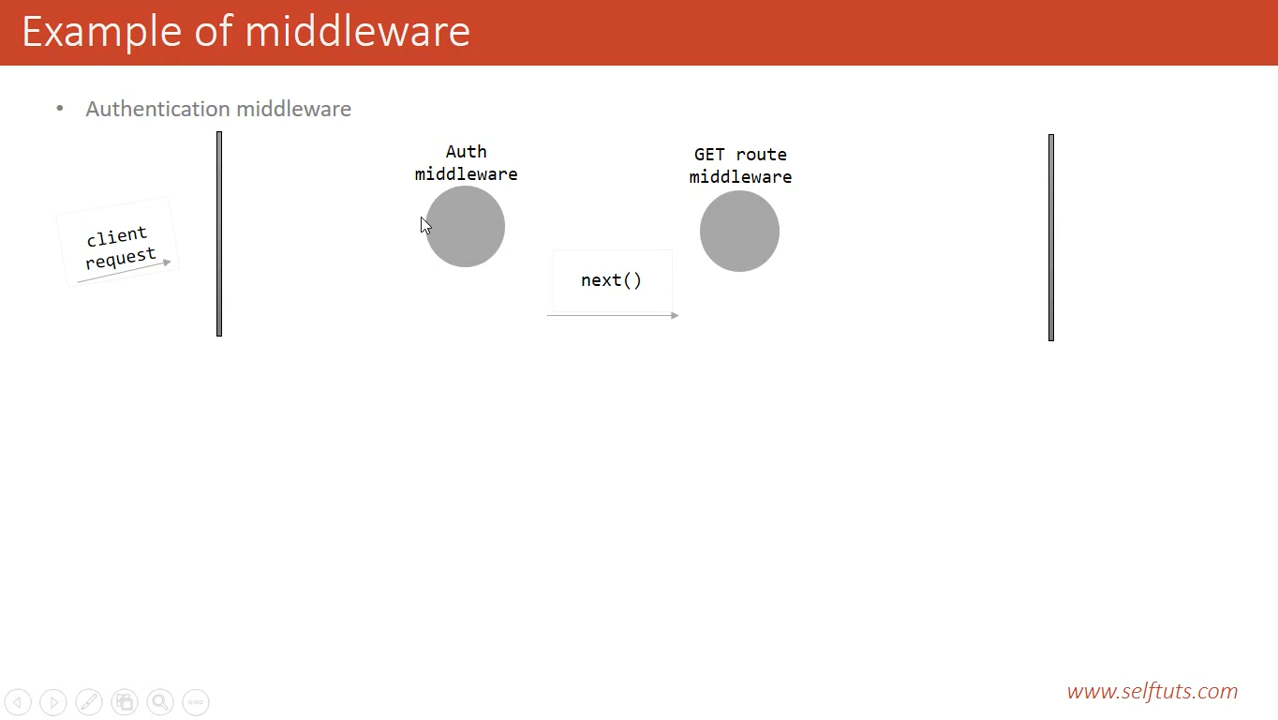 Example of middleware
• Authentication middleware
Auth
middleware
GET route
middleware
client
request
next()
www.selftuts.com